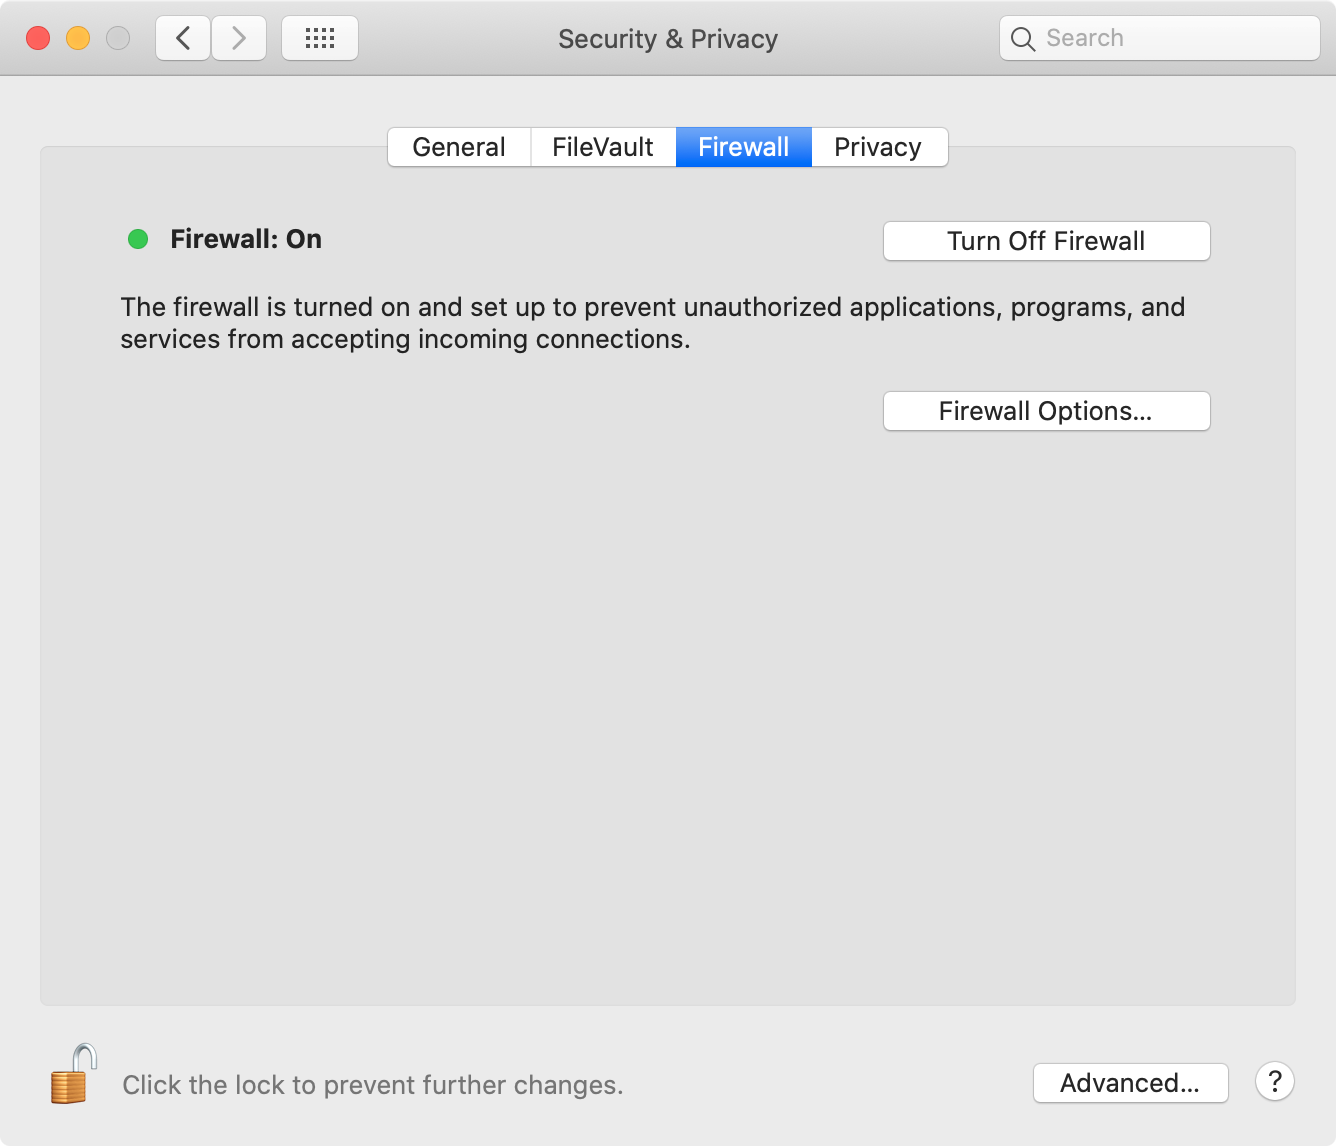 Security & Privacy
Search
General
FileVault
Firewall
Privacy
Firewall: On
Turn Off Firewall
The firewall is turned on and set up to prevent unauthorized applications, programs, and
services from accepting incoming connections.
Firewall Options...
Click the lock to prevent further changes.
Advanced...
?